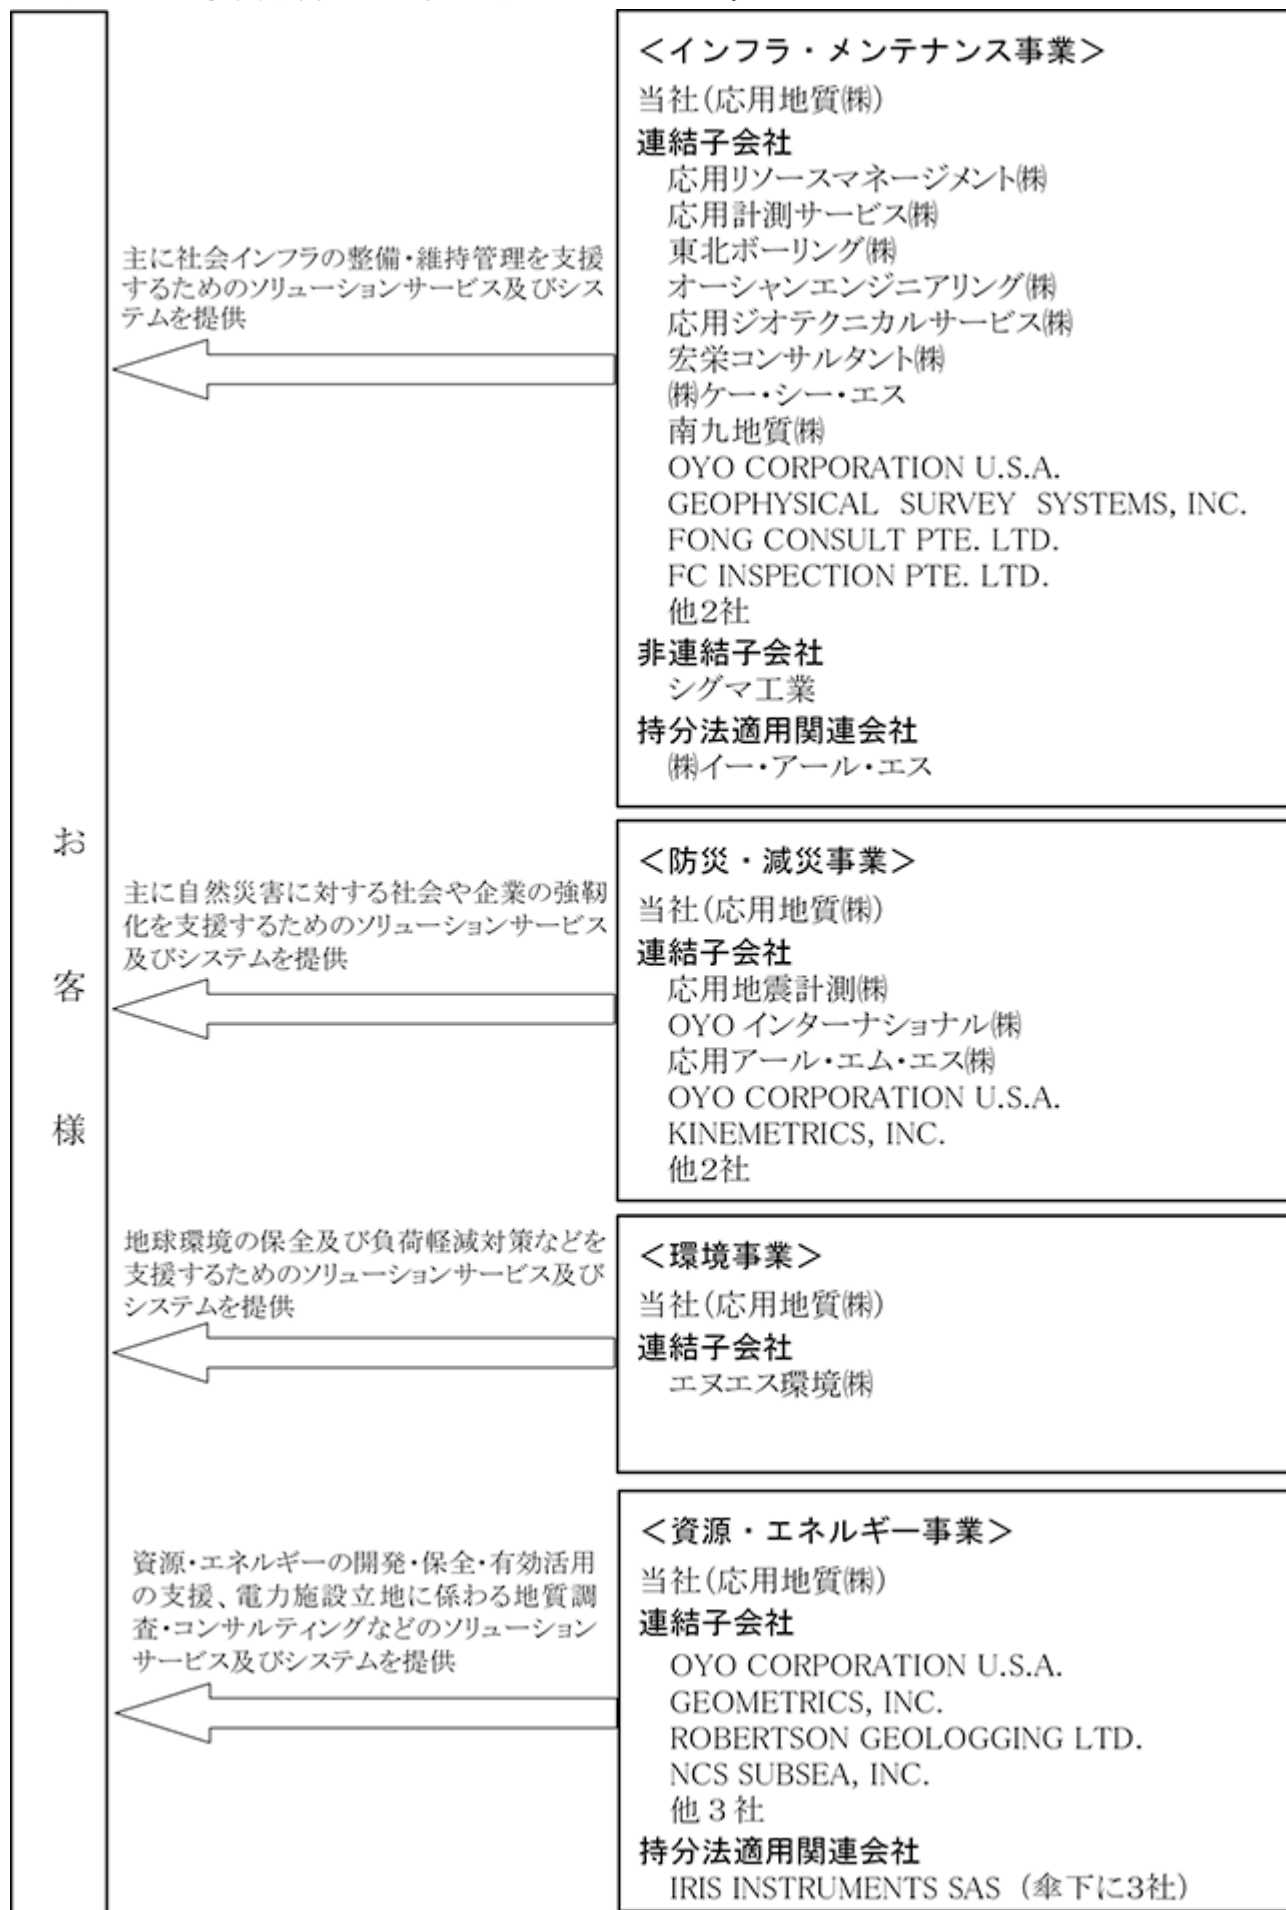 お客様
主に社会インフラの整備・維持管理を支援
するためのソリューションサービス及びシス
テムを提供
<インフラ・メンテナンス事業>
当社(応用地質㈱)
連結子会社
応用リソースマネージメント㈱
応用計測サービス㈱
東北ボーリング㈱
オーシャンエンジニアリング㈱
応用ジオテクニカルサービス㈱
宏栄コンサルタント㈱
㈱ケー・シー・エス
南九地質㈱
OYO CORPORATION U.S.A.
GEOPHYSICAL SURVEY SYSTEMS, INC.
FONG CONSULT PTE. LTD.
FC INSPECTION PTE. LTD.
他2社
非連結子会社
シグマ工業
持分法適用関連会社
㈱イー・アール・エス
主に自然災害に対する社会や企業の強靭
化を支援するためのソリューションサービス
及びシステムを提供
<防災・減災事業>
当社(応用地質㈱)
連結子会社
応用地震計測㈱
OYO インターナショナル㈱
応用アール・エム・エス㈱
OYO CORPORATION U.S.A.
KINEMETRICS, INC.
他2社
地球環境の保全及び負荷軽減対策などを
支援するためのソリューションサービス及び
システムを提供
<環境事業>
当社(応用地質㈱)
連結子会社
エヌエス環境㈱
資源・エネルギーの開発・保全・有効活用
の支援、電力施設立地に係わる地質調
査・コンサルティングなどのソリューション
サービス及びシステムを提供
<資源・エネルギー事業>
当社(応用地質㈱)
連結子会社
OYO CORPORATION U.S.A.
GEOMETRICS, INC.
ROBERTSON GEOLOGGING LTD.
NCS SUBSEA, INC.
他3社
持分法適用関連会社
IRIS INSTRUMENTS SAS (傘下に3社)